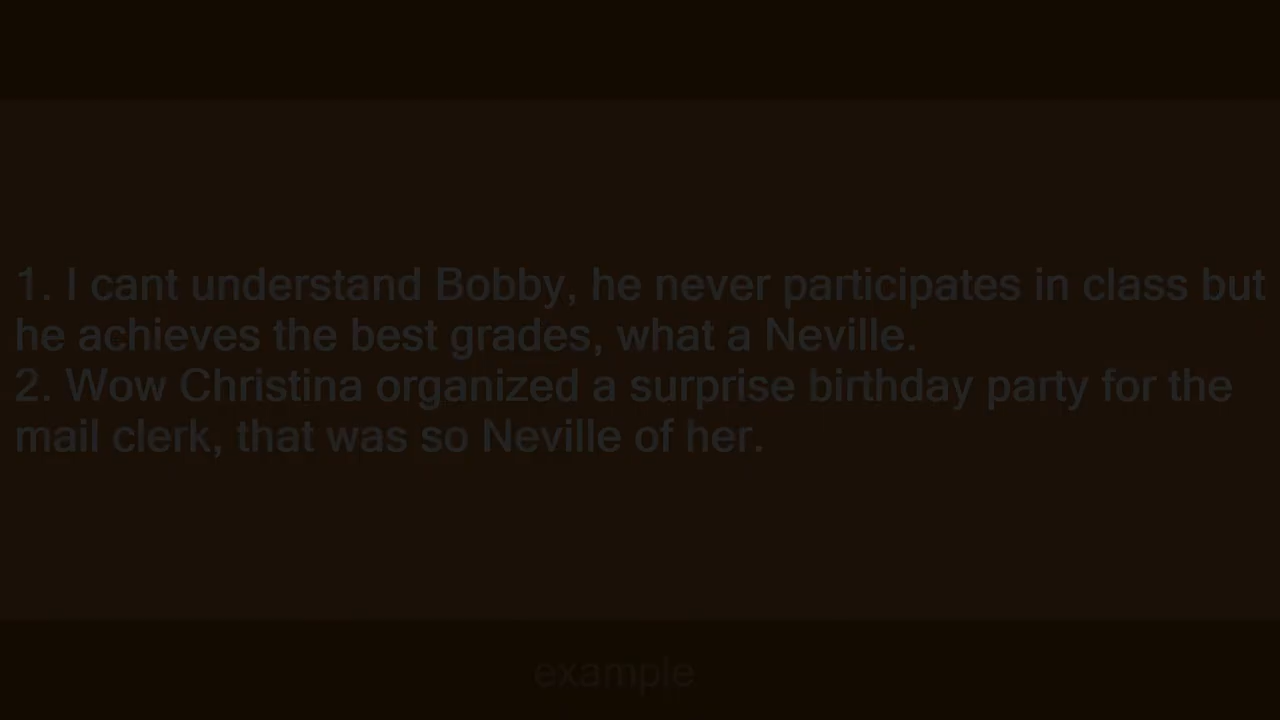 1. I cant understand Bobby, he never participates in class but
he achieves the best grades, what a Neville.
2. Wow Christina organized a surprise birthday party for the
mail clerk, that was so Neville of her.
example